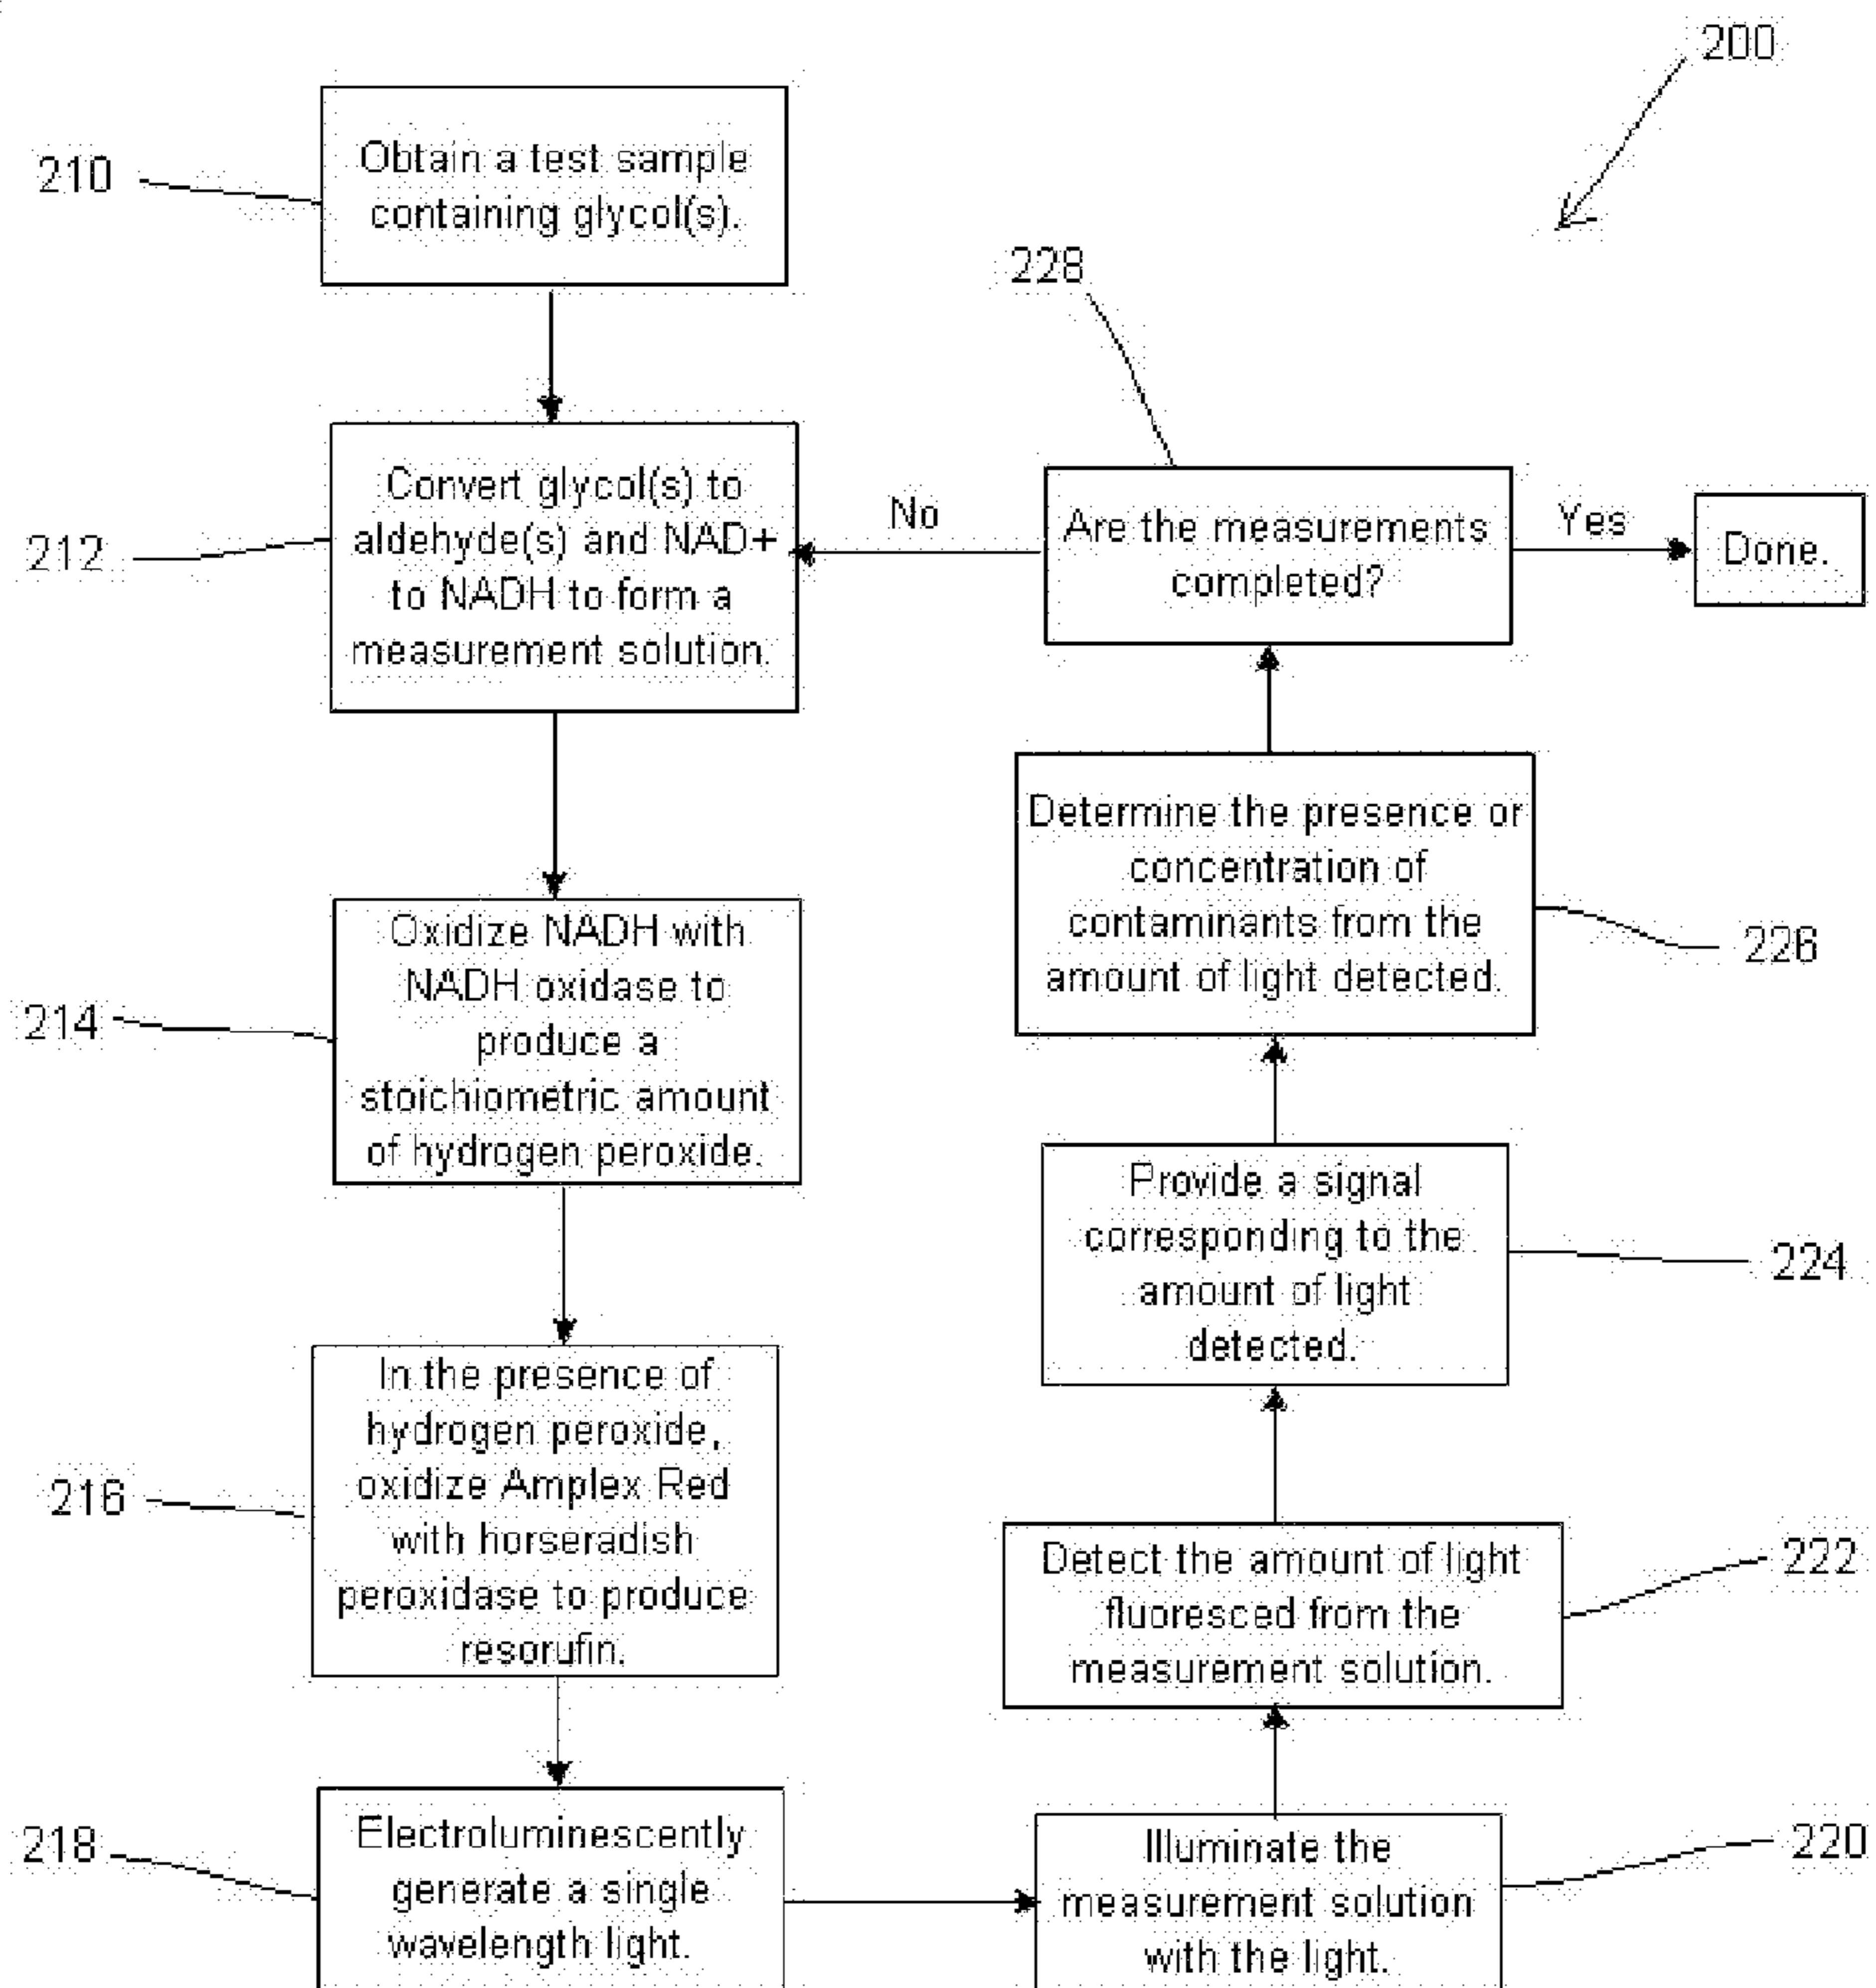 200
210
Obtain a test sample
containing glycol(s).
212
Convert glycol(s) to
aldehyde(s) and NAD+
to NADH to form a
measurement solution.
214
Oxidize NADH with
NADH oxidase to
produce a
stoichiometric amount
of hydrogen peroxide.
216
In the presence of
hydrogen peroxide,
oxidize Amplex Red
with horseradish
peroxidase to produce
resorufin.
218
Electroluminescently
generate a single
wavelength light.
220
Illuminate the
measurement solution
with the light.
222
Detect the amount of light
fluoresced from the
measurement solution.
224
Provide a signal
corresponding to the
amount of light
detected.
226
Determine the presence or
concentration of
contaminants from the
amount of light detected.
228
Are the measurements
completed?
No
Yes
Done.